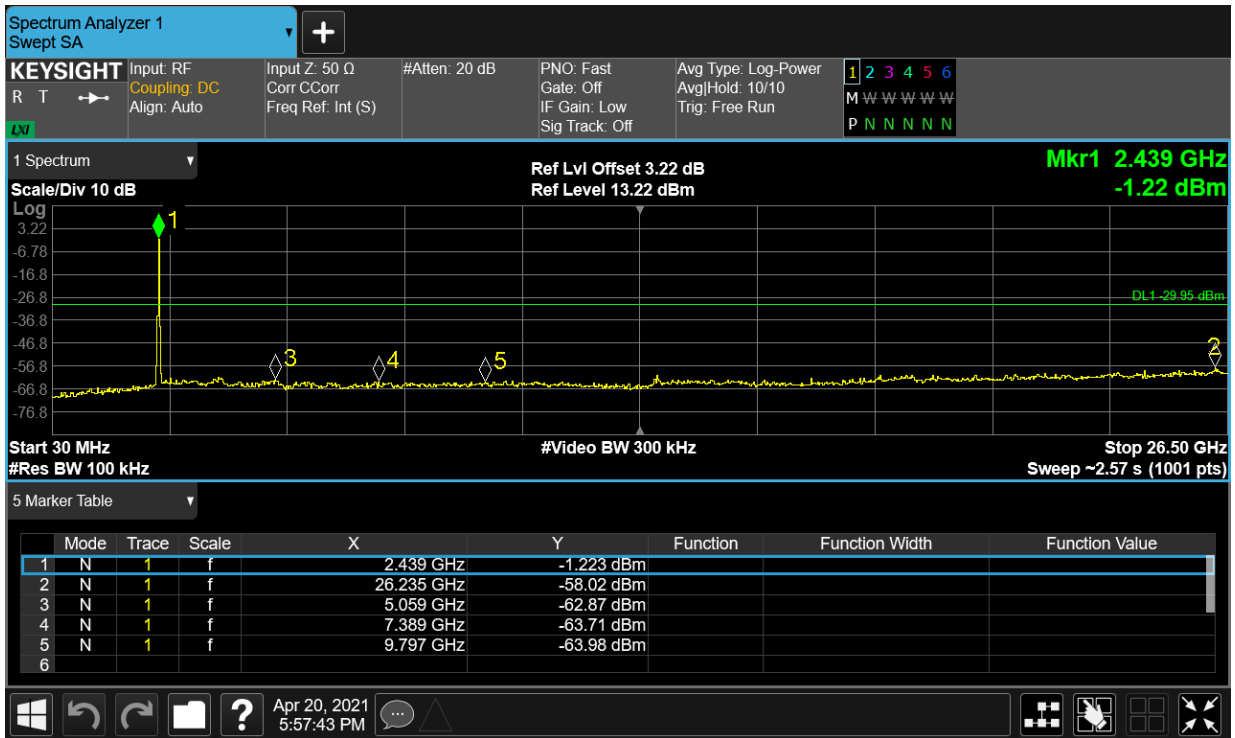 Spectrum Analyzer 1
Swept SA
+
KEYSIGHT
R T
LXI
Input: RF
Coupling: DC
Align: Auto
Input Z: 50 Ω
Corr CCorr
Freq Ref: Int (S)
#Atten: 20 dB
PNO: Fast
Gate: Off
IF Gain: Low
Sig Track: Off
Avg Type: Log-Power
Avg|Hold: 10/10
Trig: Free Run
1 2 3 4 5 6
M W W W W W
P N N N N N
1 Spectrum
Scale/Div 10 dB
Log
Ref Lvl Offset 3.22 dB
Ref Level 13.22 dBm
Mkr1 2.439 GHz
-1.22 dBm
3.22
-6.78
-16.8
-26.8
-36.8
-46.8
-56.8
-66.8
-76.8
1
DL1 -29.95 dBm
3
4
5
2
Start 30 MHz
#Res BW 100 kHz
#Video BW 300 kHz
Stop 26.50 GHz
Sweep ~2.57 s (1001 pts)
5 Marker Table
Mode Trace Scale X Y Function Function Width Function Value
1 N 1 f 2.439 GHz -1.223 dBm
2 N 1 f 26.235 GHz -58.02 dBm
3 N 1 f 5.059 GHz -62.87 dBm
4 N 1 f 7.389 GHz -63.71 dBm
5 N 1 f 9.797 GHz -63.98 dBm
6
?
Apr 20, 2021
5:57:43 PM